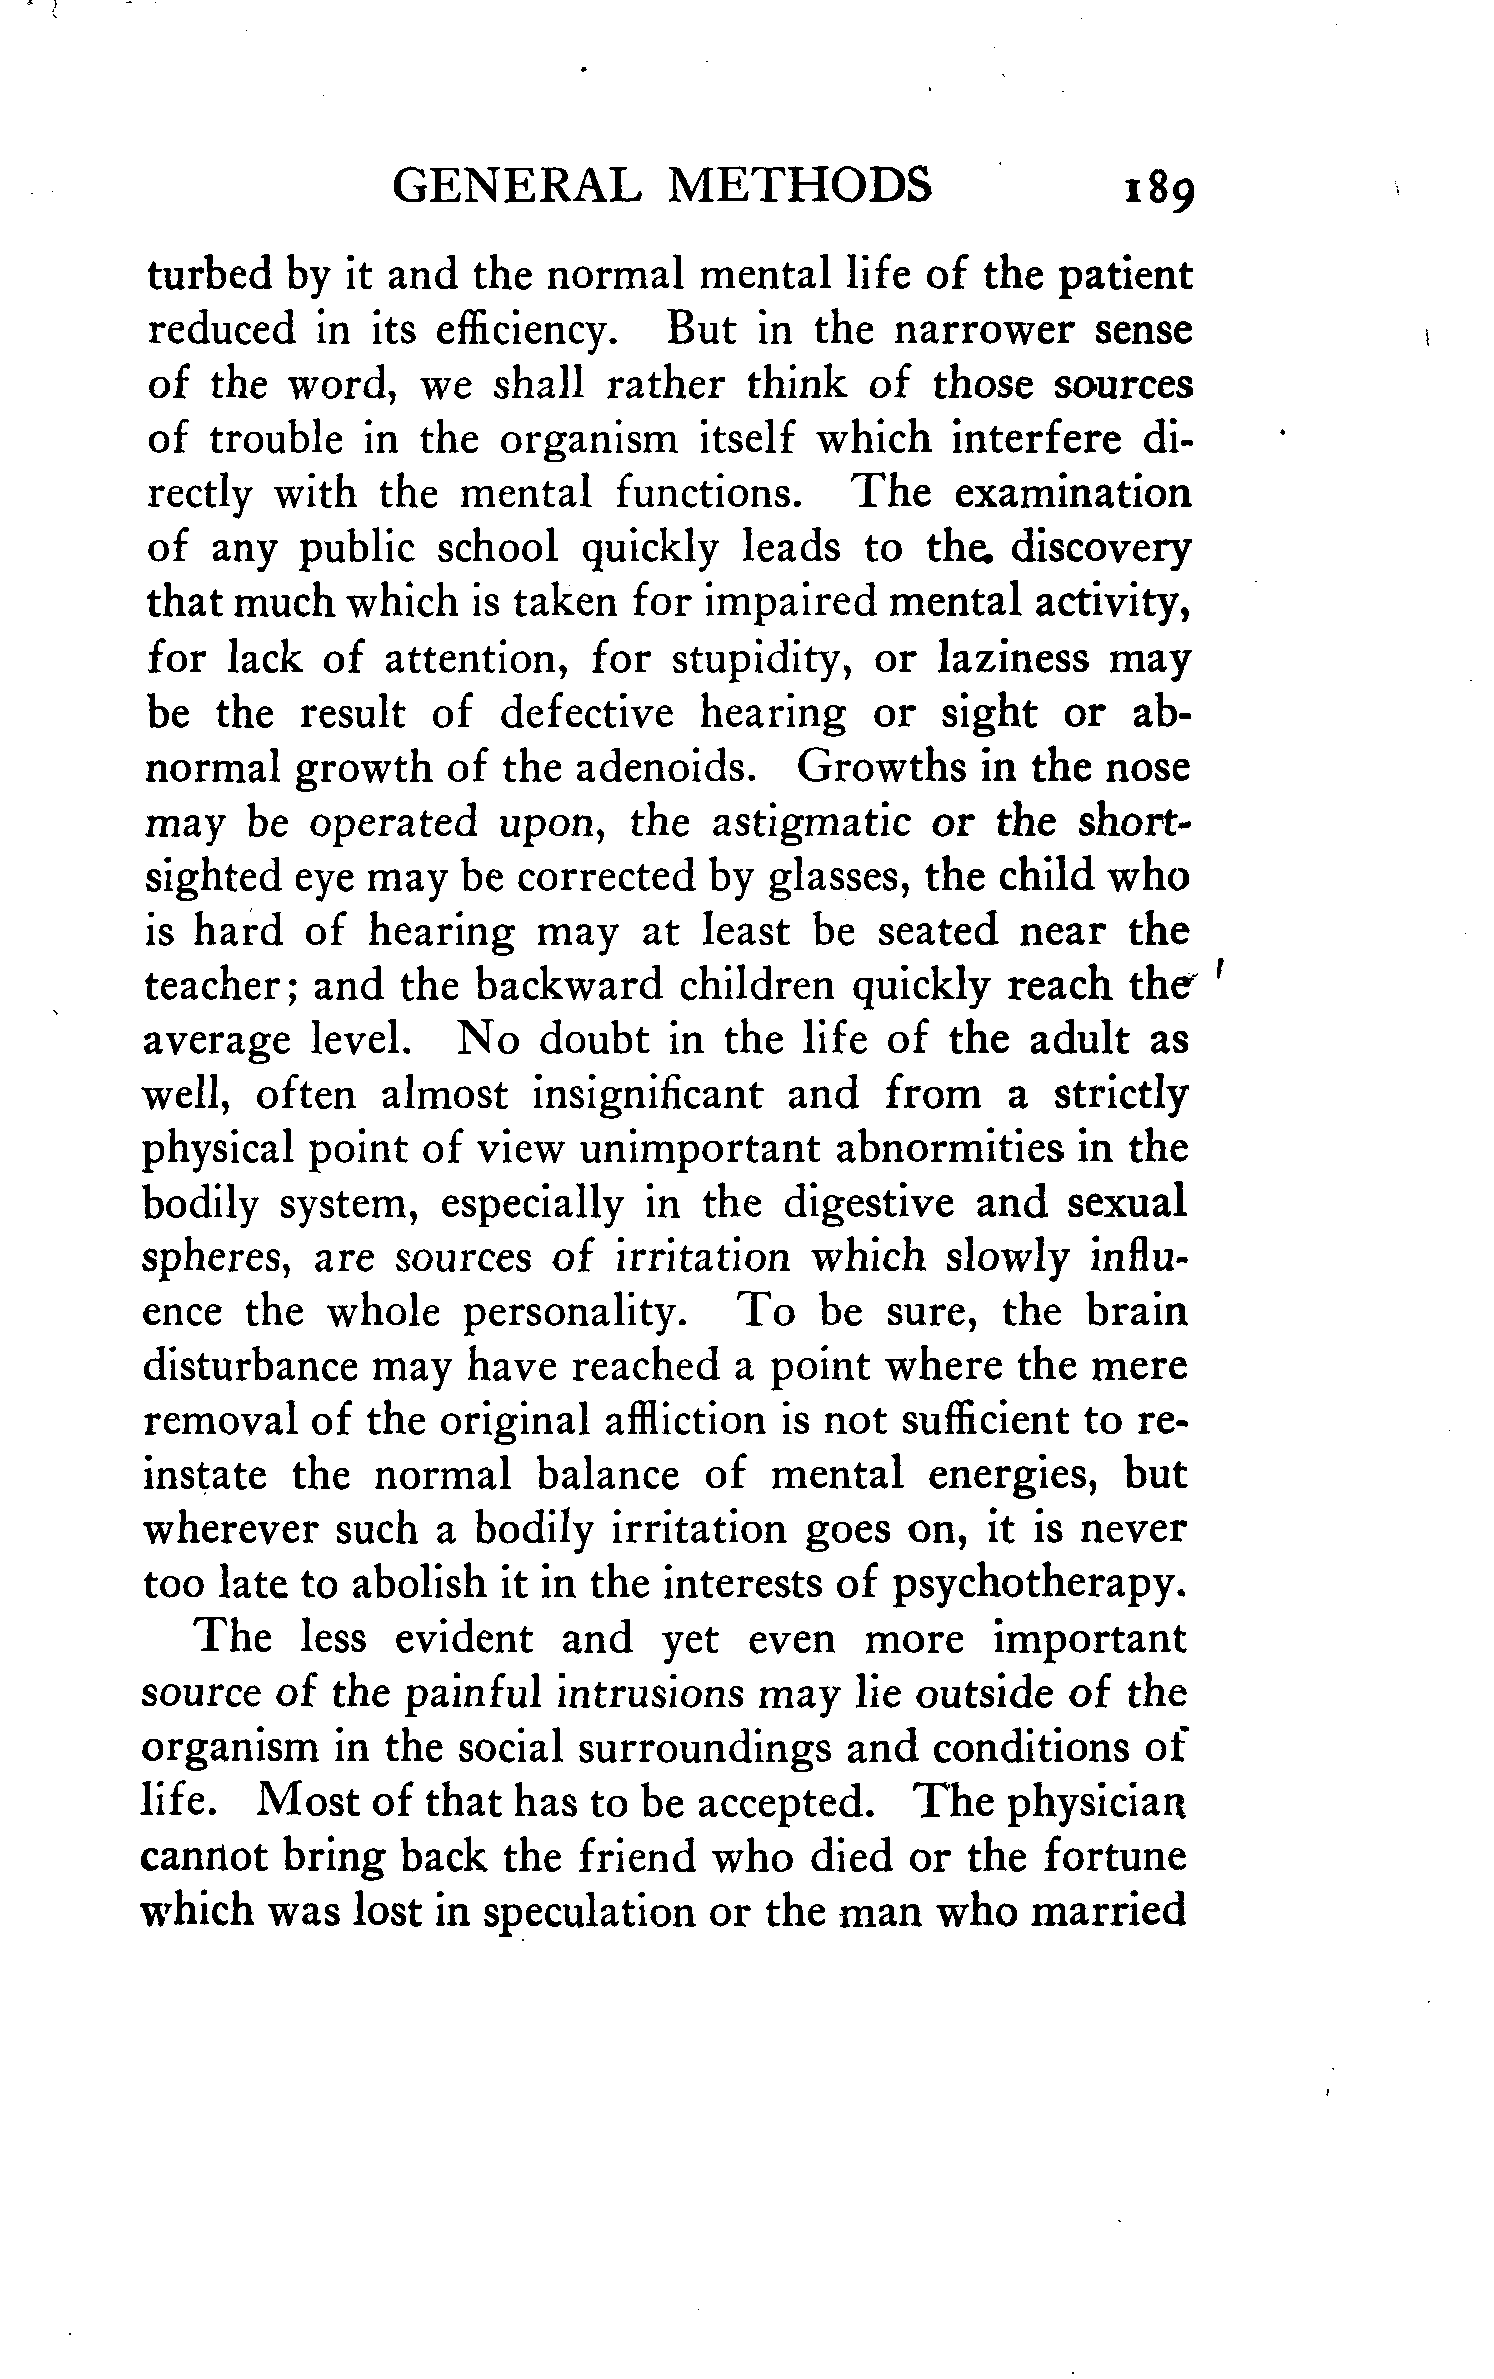 GENERAL METHODS 189
turbed by it and the normal mental life of the patient
reduced in its efficiency. But in the narrower sense
of the word, we shall rather think of those sources
of trouble in the organism itself which interfere di-
rectly with the mental functions. The examination
of any public school quickly leads to the discovery
that much which is taken for impaired mental activity,
for lack of attention, for stupidity, or laziness may
be the result of defective hearing or sight or ab-
normal growth of the adenoids. Growths in the nose
may be operated upon, the astigmatic or the short-
sighted eye may be corrected by glasses, the child who
is hard of hearing may at least be seated near the
teacher; and the backward children quickly reach the
average level. No doubt in the life of the adult as
well, often almost insignificant and from a strictly
physical point of view unimportant abnormities in the
bodily system, especially in the digestive and sexual
spheres, are sources of irritation which slowly influ-
ence the whole personality. To be sure, the brain
disturbance may have reached a point where the mere
removal of the original affliction is not sufficient to re-
instate the normal balance of mental energies, but
wherever such a bodily irritation goes on, it is never
too late to abolish it in the interests of psychotherapy.
The less evident and yet even more important
source of the painful intrusions may lie outside of the
organism in the social surroundings and conditions of
life. Most of that has to be accepted. The physician
cannot bring back the friend who died or the fortune
which was lost in speculation or the man who married